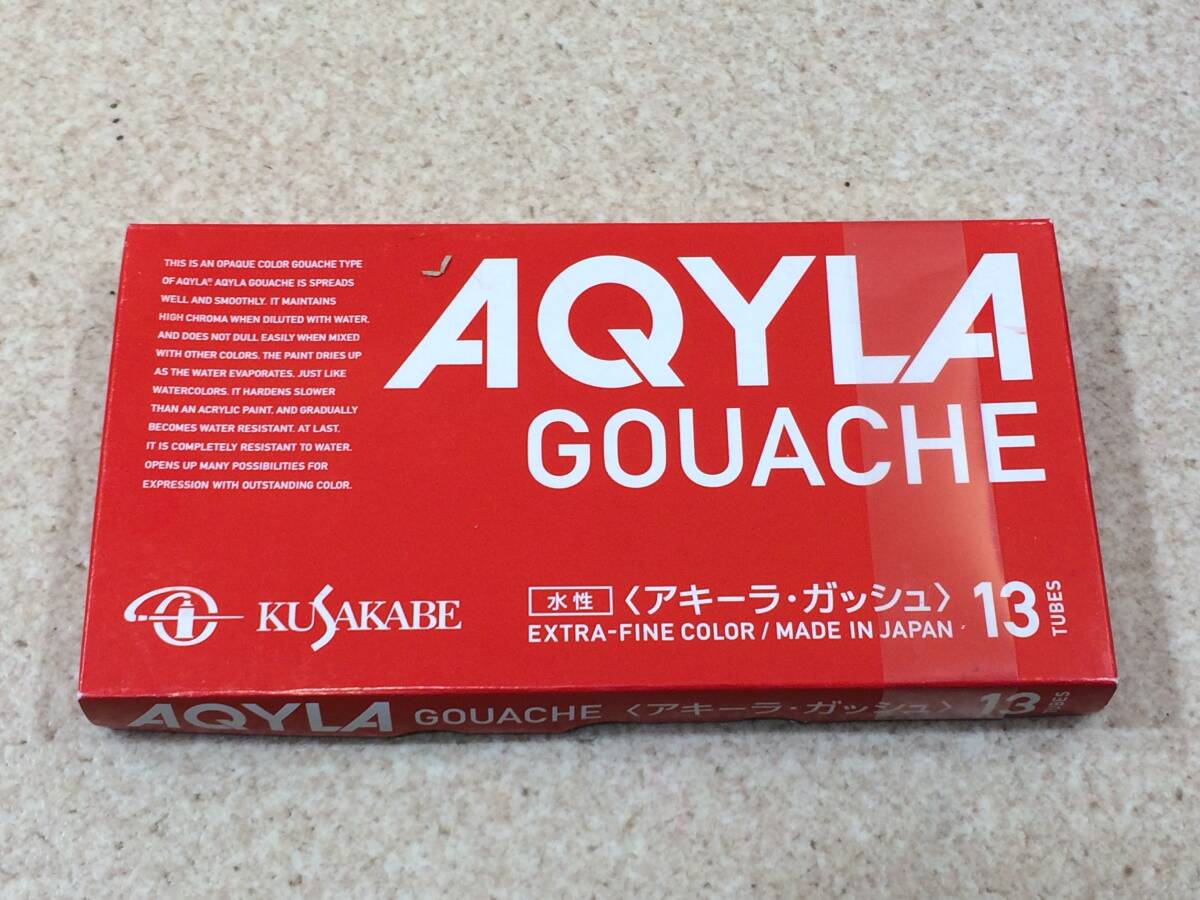 THIS IS AN OPAQUE COLOR GOUACHE TYPE
OF AQYLA® AQYLA GOUACHE IS SPREADS
WELL AND SMOOTHLY. IT MAINTAINS
HIGH CHROMA WHEN DILUTED WITH WATER.
AND DOES NOT DULL EASILY WHEN MIXED
WITH OTHER COLORS. THE PAINT DRIES UP
AS THE WATER EVAPORATES. JUST LIKE
WATERCOLORS. IT HARDENS SLOWER
THAN AN ACRYLIC PAINT. AND GRADUALLY
BECOMES WATER RESISTANT. AT LAST.
IT IS COMPLETELY RESISTANT TO WATER.
OPENS UP MANY POSSIBILITIES FOR
EXPRESSION WITH OUTSTANDING COLOR.
AQYLA
GOUACHE
KUSAKABE
水性 〈アキーラ・ガッシュ〉
EXTRA-FINE COLOR / MADE IN JAPAN
13 TUBES
AQYLA GOUACHE 〈アキーラ・ガッシュ〉 13 TUBES